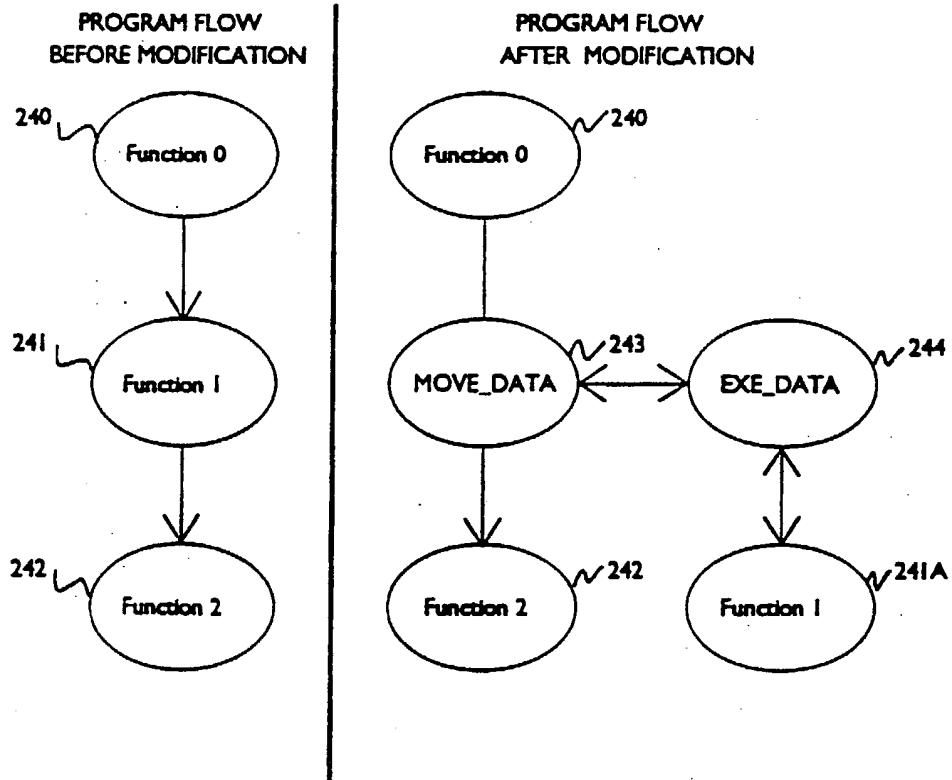 PROGRAM FLOW
BEFORE MODIFICATION
240
Function 0
241
Function 1
242
Function 2
PROGRAM FLOW
AFTER MODIFICATION
240
Function 0
243
MOVE_DATA
244
EXE_DATA
242
Function 2
241A
Function 1